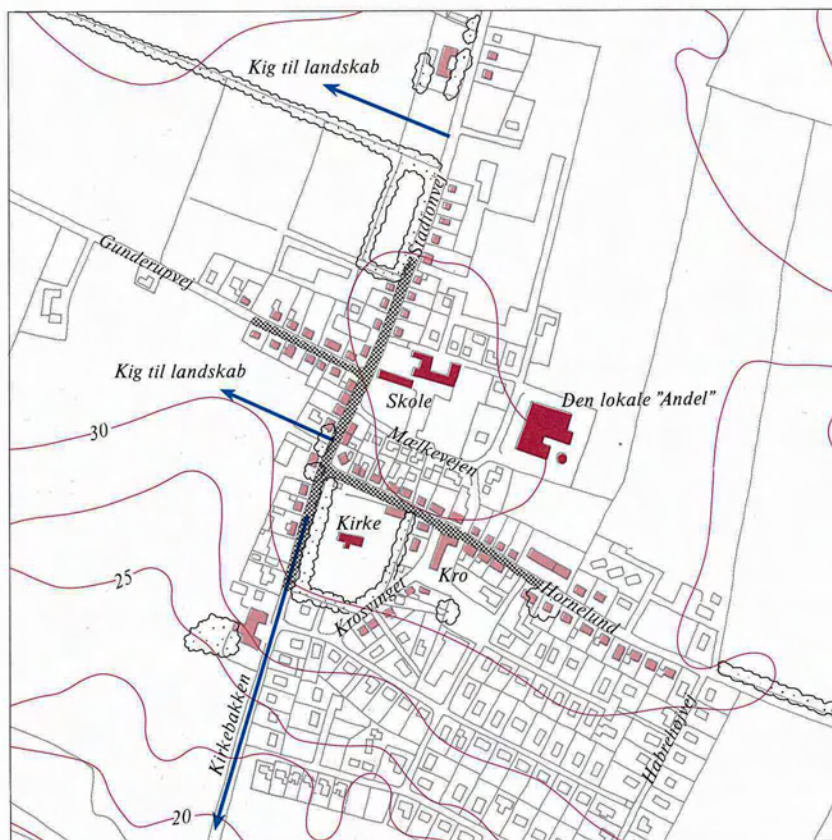 Kig til landskab
Stadionvej
Gunderupvej
Kig til landskab
Skole
Den lokale "Andel"
Mælkevejen
30
Kirke
Kro
25
Krosvinget
Hornelund
Kirkebakken
Habrehøjvej
20